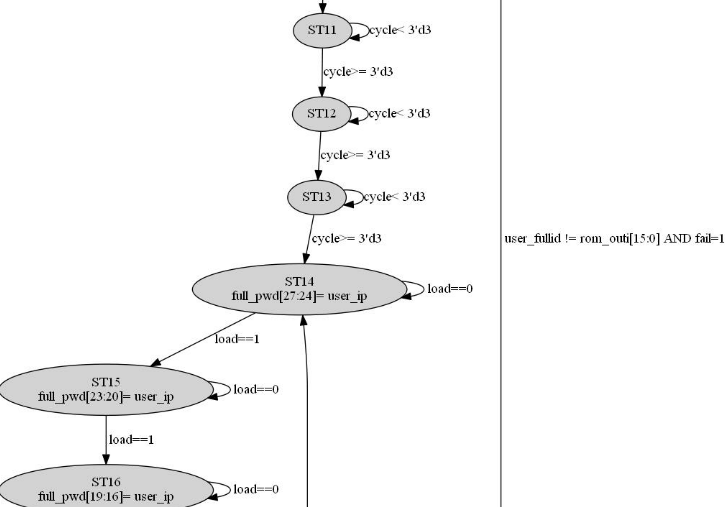 ST11
cycle< 3'd3
cycle>= 3'd3
ST12
cycle< 3'd3
cycle>= 3'd3
ST13
cycle< 3'd3
cycle>= 3'd3
user_fullid != rom_outi[15:0] AND fail=1
ST14
full_pwd[27:24]= user_ip
load==0
load==1
ST15
full_pwd[23:20]= user_ip
load==0
load==1
ST16
full_pwd[19:16]= user_ip
load==0